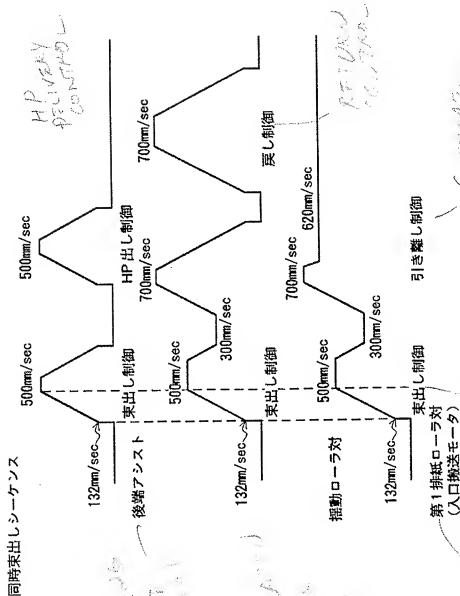 同時束出しシーケンス
500mm/sec
500mm/sec
132mm/sec
束出し制御
HP出し制御
HP
DELIVERY
CONTROL
後端アシスト
500mm/sec
300mm/sec
700mm/sec
700mm/sec
132mm/sec
束出し制御
戻し制御
揺動ローラ対
500mm/sec
300mm/sec
700mm/sec
620mm/sec
132mm/sec
束出し制御
引き離し制御
第1排紙ローラ対
(入口搬送モータ)